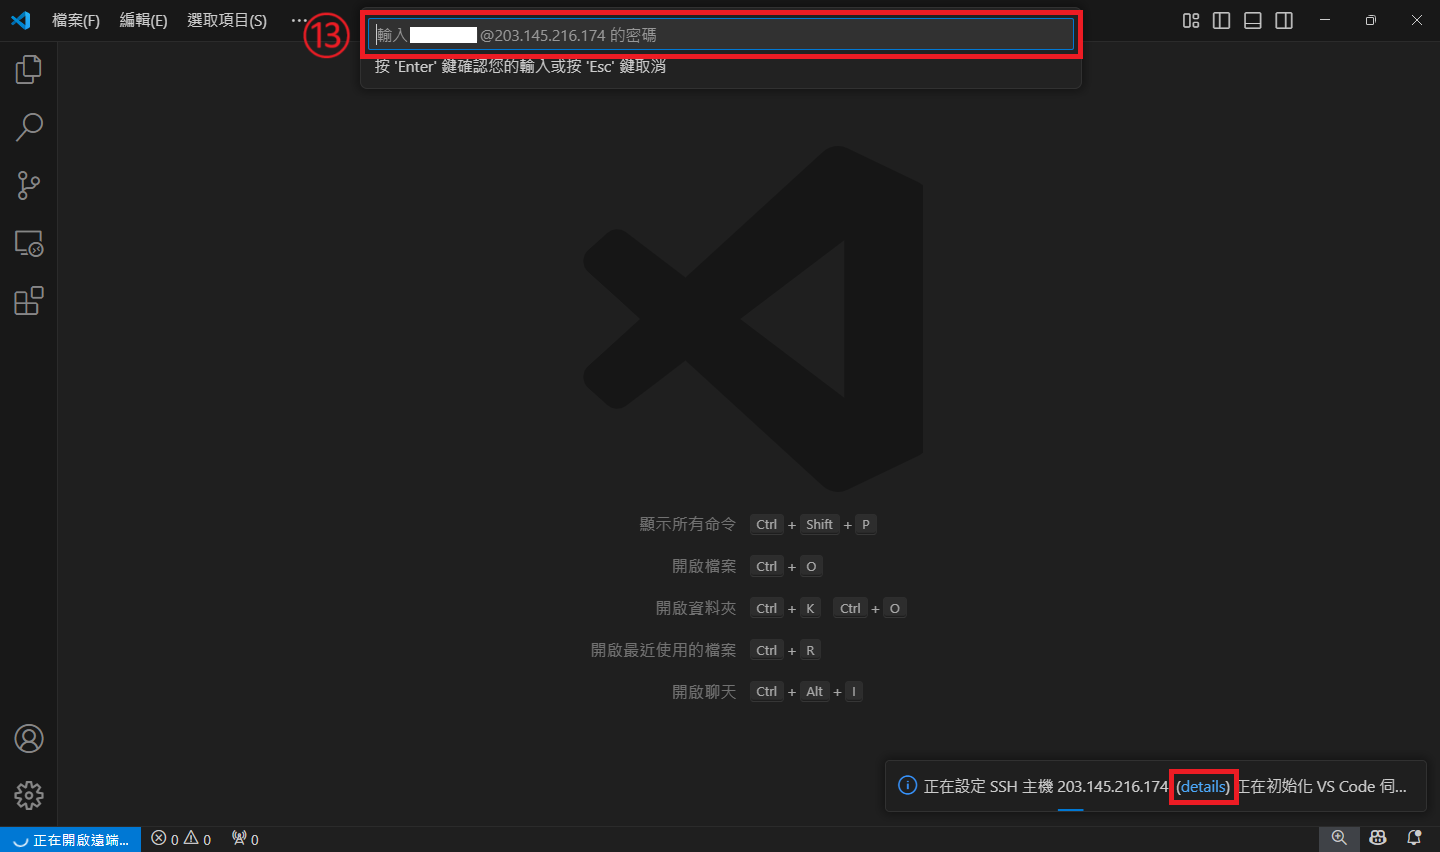 檔案(F) 編輯(E) 選取項目(S) ···
⑬
輸入 @203.145.216.174 的密碼
按 'Enter' 鍵確認您的輸入或按 'Esc' 鍵取消
顯示所有命令 Ctrl + Shift + P
開啟檔案 Ctrl + O
開啟資料夾 Ctrl + K Ctrl + O
開啟最近使用的檔案 Ctrl + R
開啟聊天 Ctrl + Alt + I
正在設定 SSH 主機 203.145.216.174 (details) 正在初始化 VS Code 伺...
正在開啟遠端... 0 0 0